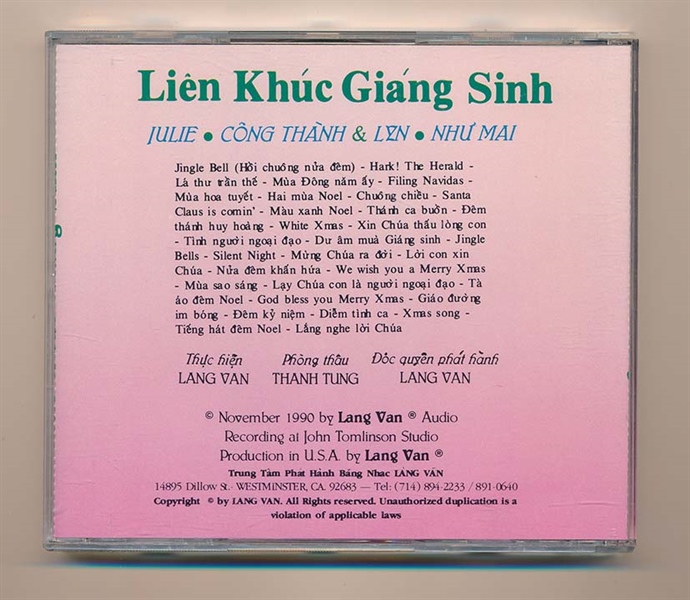 Liên Khúc Giáng Sinh
JULIE • CÔNG THÀNH & LYN • NHƯ MAI
Jingle Bell (Hồi chuông nửa đêm) - Hark! The Herald -
Lá thư trần thế - Mùa Đông năm ấy - Filing Navidas -
Mùa hoa tuyết - Hai mùa Noel - Chuông chiều - Santa
Claus is comin' - Màu xanh Noel - Thánh ca buồn - Đêm
thánh huy hoàng - White Xmas - Xin Chúa thấu lòng con
- Tình người ngoại đạo - Dư âm muà Giáng sinh - Jingle
Bells - Silent Night - Mừng Chúa ra đời - Lời con xin
Chúa - Nửa đêm khấn hứa - We wish you a Merry Xmas
- Mùa sao sáng - Lạy Chúa con là người ngoại đạo - Tà
áo đêm Noel - God bless you Merry Xmas - Giáo đường
im bóng - Đêm kỷ niệm - Diễm tình ca - Xmas song -
Tiếng hát đêm Noel - Lắng nghe lời Chúa
Thực hiện Phòng thâu Độc quyền phát hành
LANG VAN THANH TUNG LANG VAN
© November 1990 by Lang Van ® Audio
Recording at John Tomlinson Studio
Production in U.S.A. by Lang Van ®
Trung Tâm Phát Hành Băng Nhạc LÀNG VĂN
14895 Dillow St.- WESTMINSTER, CA. 92683 — Tel: (714) 894-2233 / 891-0640
Copyright © by LANG VAN. All Rights reserved. Unauthorized duplication is a
violation of applicable laws